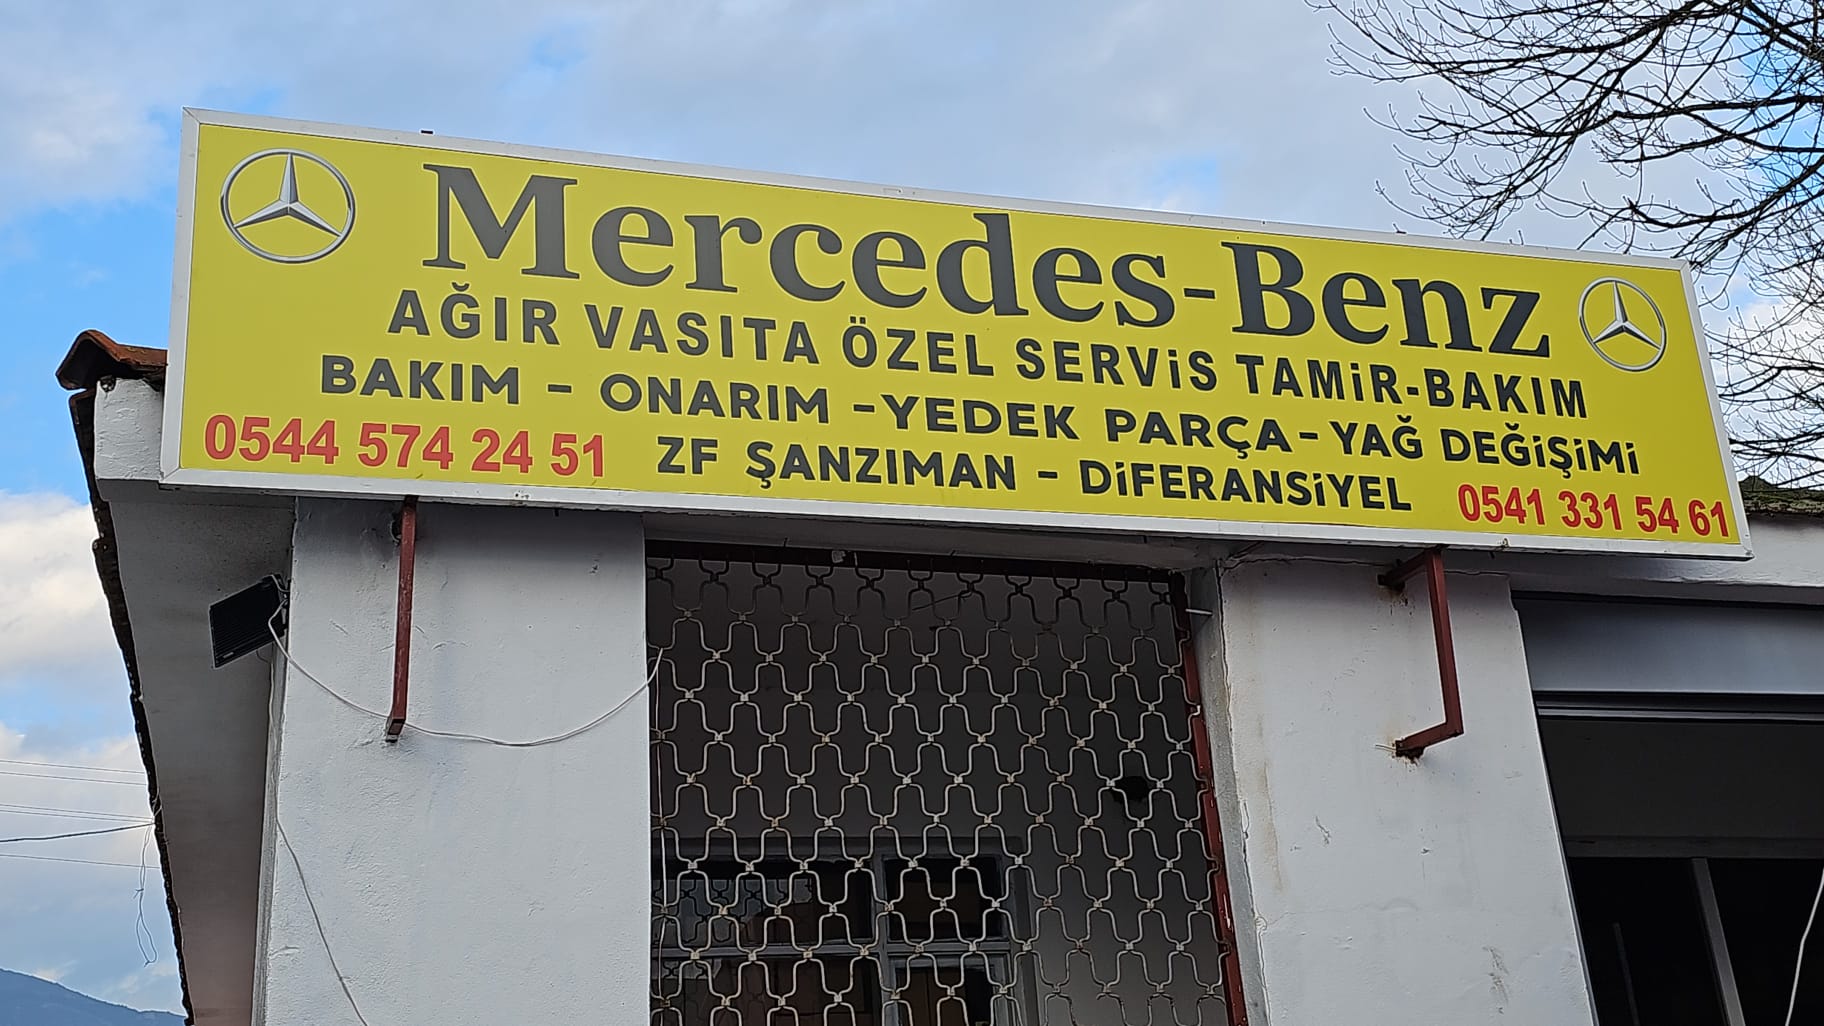 Mercedes-Benz
AĞIR VASITA ÖZEL SERViS TAMiR-BAKIM
BAKIM - ONARIM -YEDEK PARÇA-YAĞ DEĞiŞiMi
0544 574 24 51 ZF ŞANZIMAN - DiFERANSiYEL 0541 331 54 61